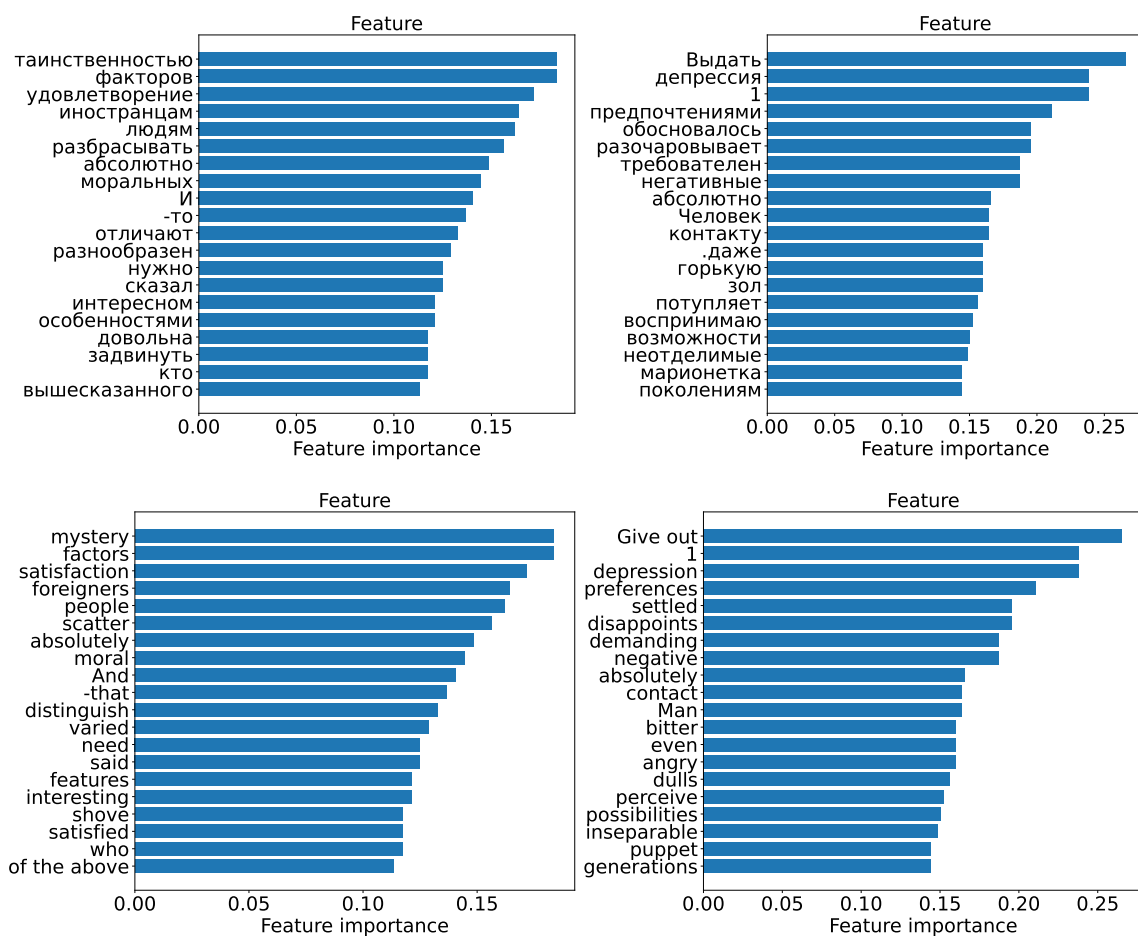 Feature
таинственностью
факторов
удовлетворение
иностранцам
людям
разбрасывать
абсолютно
моральных
И
-то
отличают
разнообразен
нужно
сказал
интересном
особенностями
довольна
задвинуть
кто
вышесказанного
0.00 0.05 0.10 0.15
Feature importance
Feature
Выдать
депрессия
1
предпочтениями
обосновалось
разочаровывает
требователен
негативные
абсолютно
Человек
контакту
.даже
горькую
зол
потупляет
воспринимаю
возможности
неотделимые
марионетка
поколениям
0.00 0.05 0.10 0.15 0.20 0.25
Feature importance
Feature
mystery
factors
satisfaction
foreigners
people
scatter
absolutely
moral
And
-that
distinguish
varied
need
said
features
interesting
shove
satisfied
who
of the above
0.00 0.05 0.10 0.15
Feature importance
Feature
Give out
1
depression
preferences
settled
disappoints
demanding
negative
absolutely
contact
Man
bitter
even
angry
dulls
perceive
possibilities
inseparable
puppet
generations
0.00 0.05 0.10 0.15 0.20 0.25
Feature importance